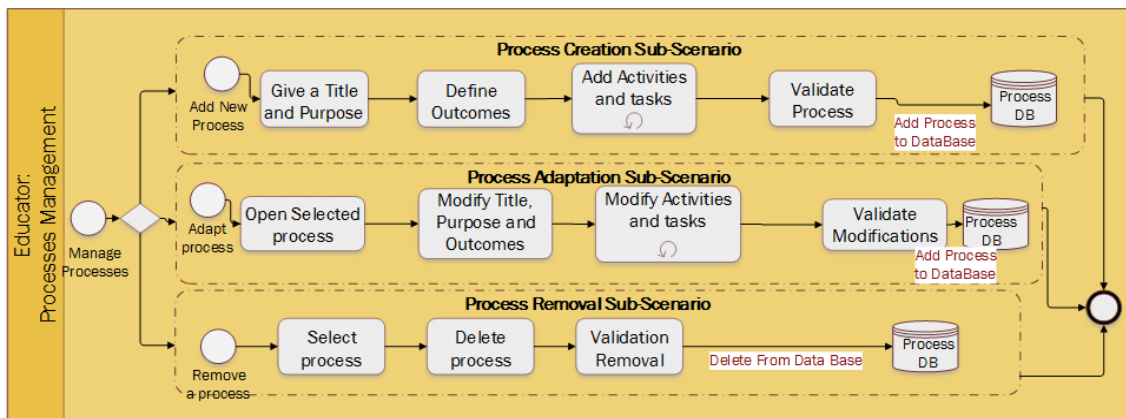 Educator:
Processes Management
Manage
Processes
Process Creation Sub-Scenario
Add New
Process
Give a Title
and Purpose
Define
Outcomes
Add Activities
and tasks
Validate
Process
Add Process
to DataBase
Process
DB
Process Adaptation Sub-Scenario
Adapt
process
Open Selected
process
Modify Title,
Purpose and
Outcomes
Modify Activities
and tasks
Validate
Modifications
Add Process
to DataBase
Process
DB
Process Removal Sub-Scenario
Remove
a process
Select
process
Delete
process
Validation
Removal
Delete From Data Base
Process
DB